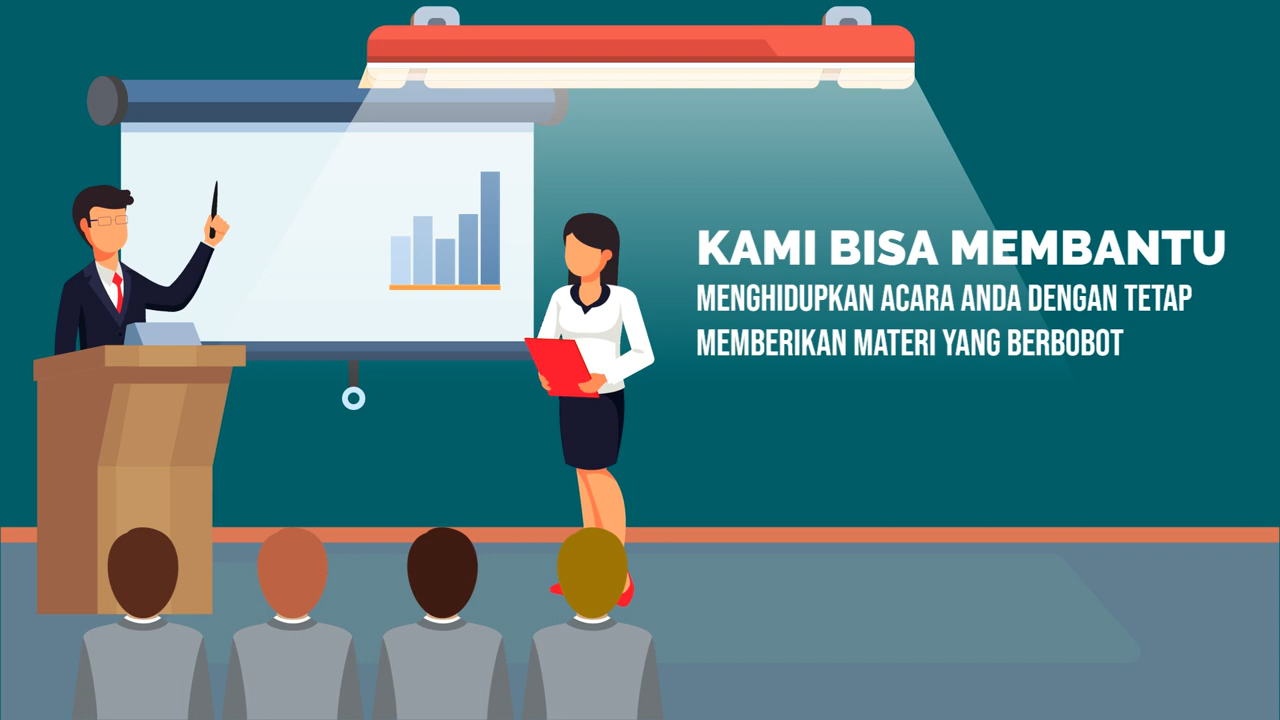 KAMI BISA MEMBANTU
MENGHIDUPKAN ACARA ANDA DENGAN TETAP
MEMBERIKAN MATERI YANG BERBOBOT